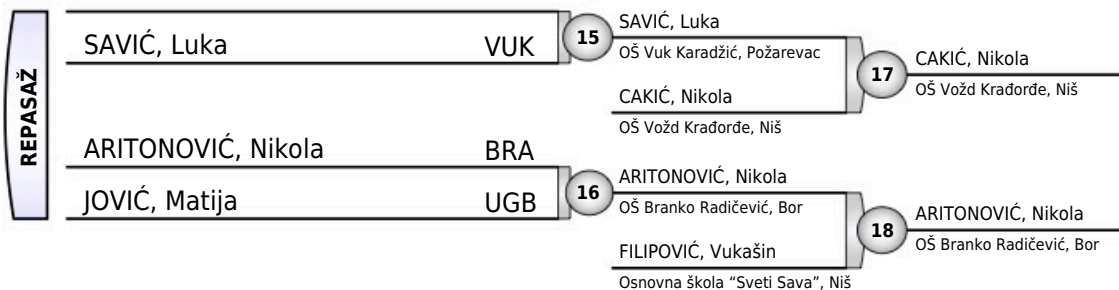 REPASAŽ
SAVIĆ, Luka VUK
15
SAVIĆ, Luka
OŠ Vuk Karadžić, Požarevac
CAKIĆ, Nikola
OŠ Vožd Krađorđe, Niš
17
CAKIĆ, Nikola
OŠ Vožd Krađorđe, Niš
ARITONOVIĆ, Nikola BRA
JOVIĆ, Matija UGB
16
ARITONOVIĆ, Nikola
OŠ Branko Radičević, Bor
FILIPOVIĆ, Vukašin
Osnovna škola “Sveti Sava”, Niš
18
ARITONOVIĆ, Nikola
OŠ Branko Radičević, Bor